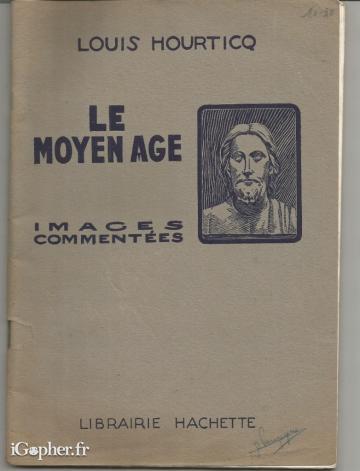 LOUIS HOURTICQ
LE
MOYEN AGE
IMAGES
COMMENTÉES
LIBRAIRIE HACHETTE
iGopher.fr